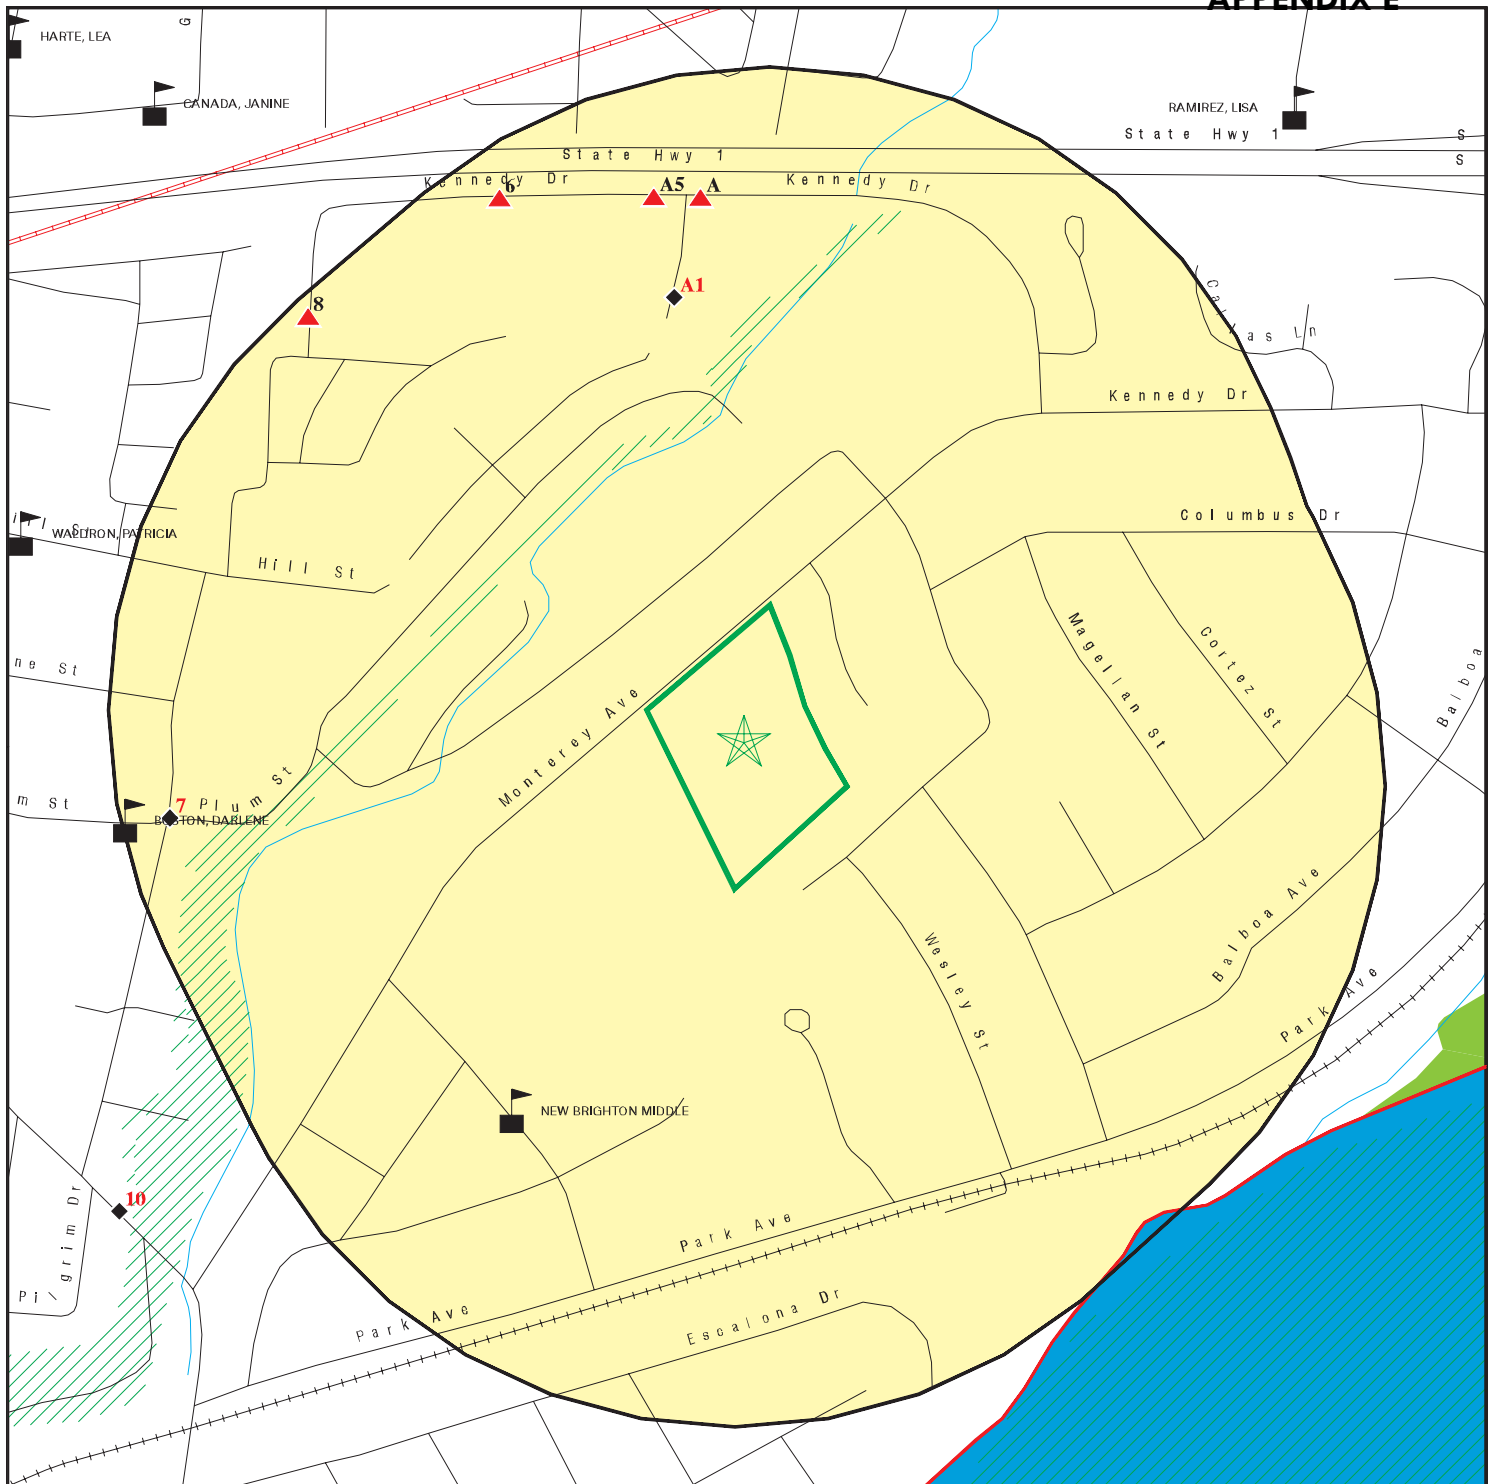 APPENDIX E
G
HARTE, LEA
CANADA, JANINE
RAMIREZ, LISA
State Hwy 1
S
State Hwy 1
S
Kennedy Dr
6
A5
A
Kennedy Dr
A1
8
Kennedy Dr
Columbus Dr
WALDRON, PATRICIA
Hill St
Magellan St
Cortez St
ne St
Balboa
Monterey Ave
m St
7
Plum St
BOSTON, DARLENE
Balboa Ave
Wesley St
Park Ave
NEW BRIGHTON MIDDLE
10
Park Ave
Park Ave
Escalona Dr